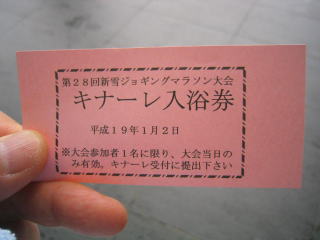 第２８回新雪ジョギングマラソン大会
キナーレ入浴券
平成１９年１月２日
※大会参加者１名に限り、大会当日の
み有効。キナーレ受付に提出下さい